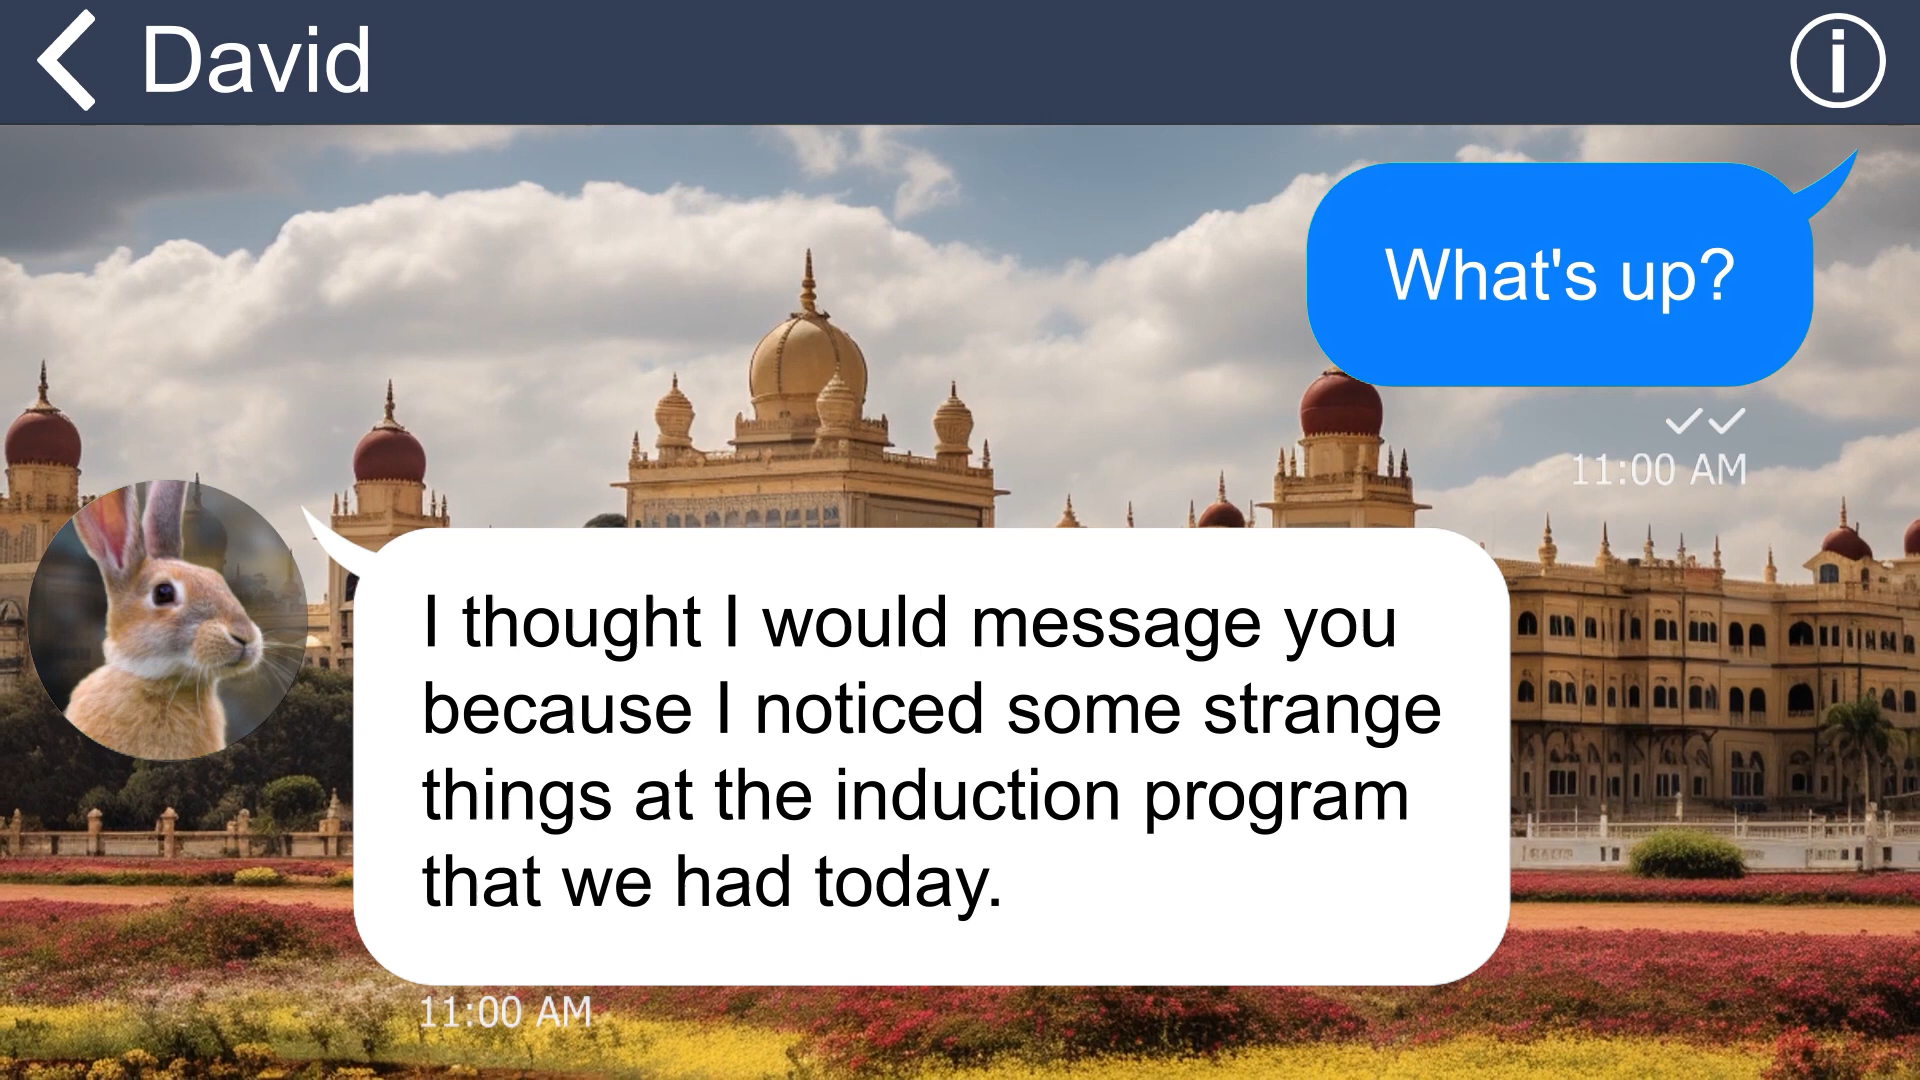 David
What's up?
11:00 AM
I thought I would message you
because I noticed some strange
things at the induction program
that we had today.
11:00 AM